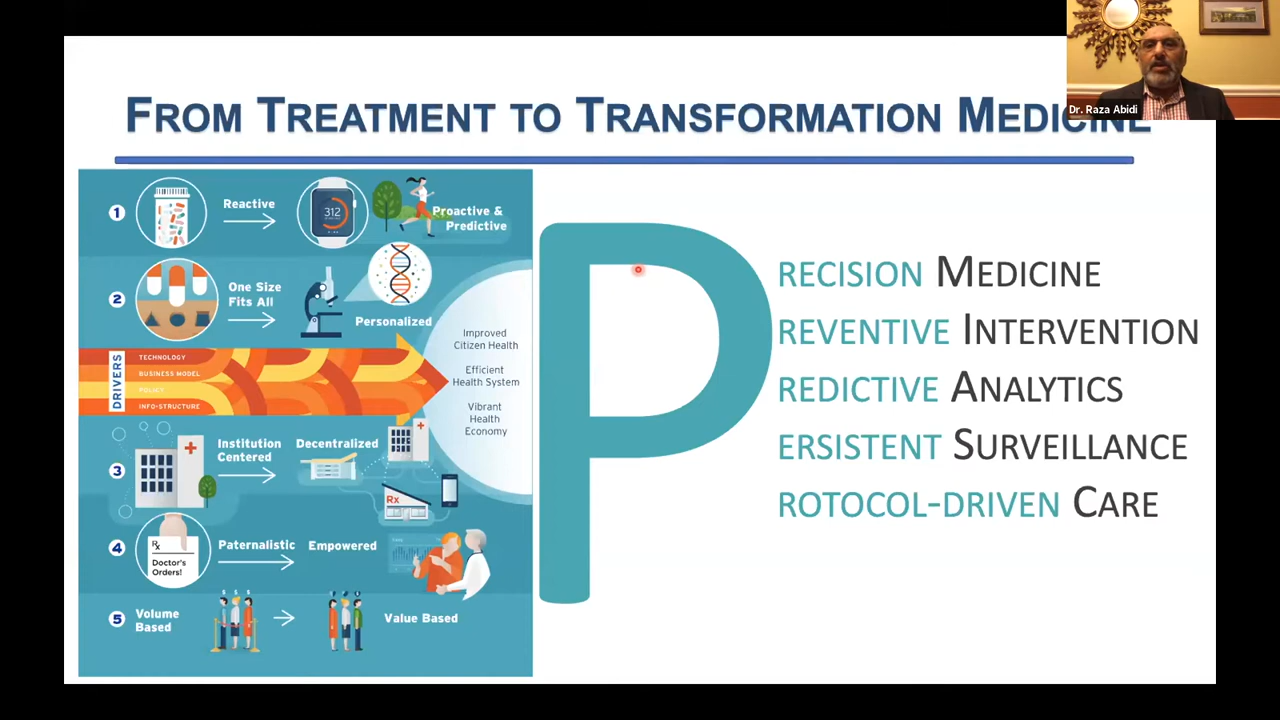 Dr. Raza Abidi
FROM TREATMENT TO TRANSFORMATION MEDICINE
1
Reactive
312
Proactive &
Predictive
2
One Size
Fits All
Personalized
DRIVERS
TECHNOLOGY
BUSINESS MODEL
POLICY
INFO-STRUCTURE
Improved
Citizen Health
Efficient
Health System
Vibrant
Health
Economy
3
Institution
Centered
Decentralized
Rx
4
Rx
Doctor's
Orders!
Paternalistic
Empowered
5
Volume
Based
Value Based
P
RECISION MEDICINE
REVENTIVE INTERVENTION
REDICTIVE ANALYTICS
ERSISTENT SURVEILLANCE
ROTOCOL-DRIVEN CARE